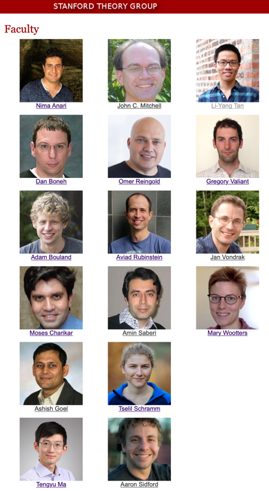 STANFORD THEORY GROUP
Faculty
Nima Anari
John C. Mitchell
Li-Yang Tan
Dan Boneh
Omer Reingold
Gregory Valiant
Adam Bouland
Aviad Rubinstein
Jan Vondrak
Moses Charikar
Amin Saberi
Mary Wootters
Ashish Goel
Tselil Schramm
Tengyu Ma
Aaron Sidford